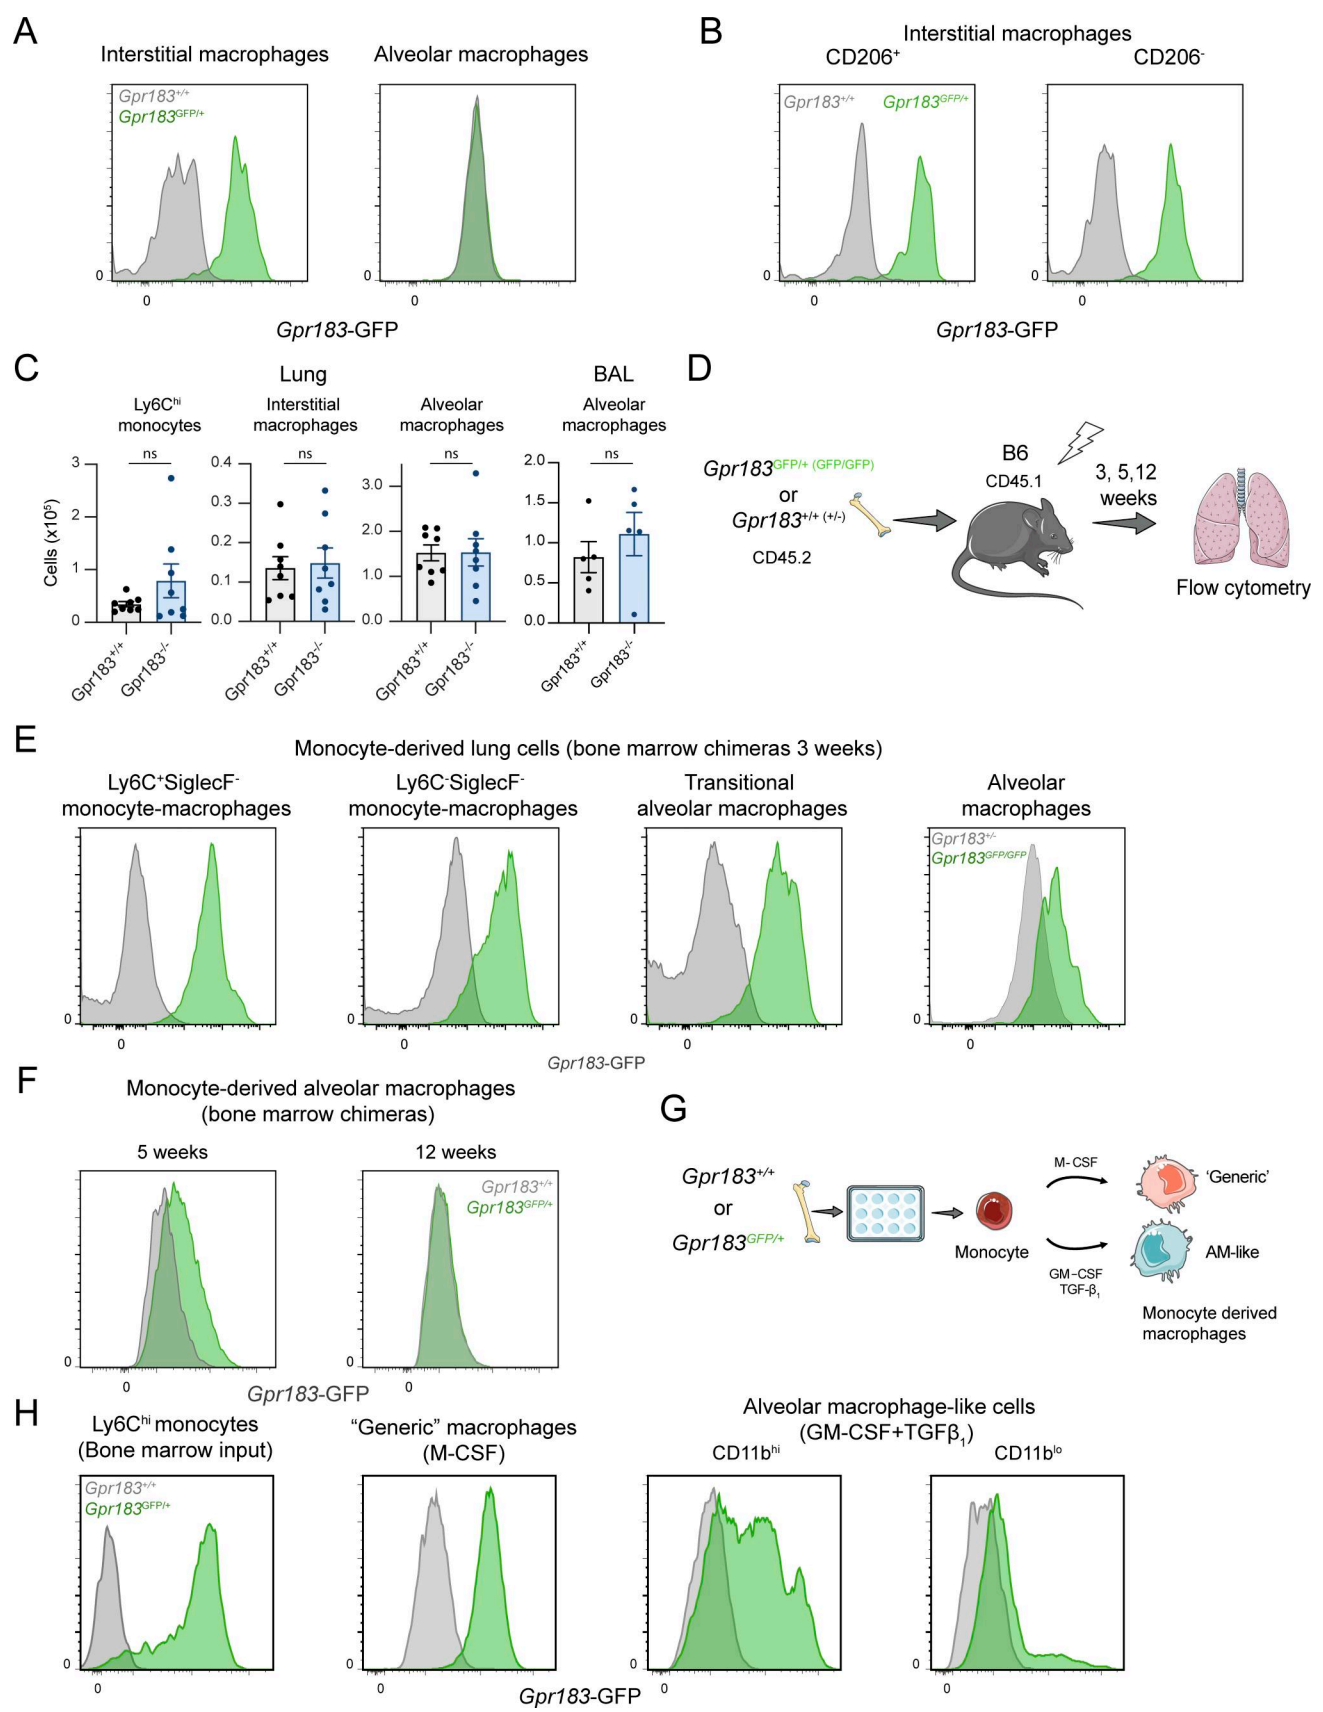 A
Interstitial macrophages
Alveolar macrophages
Gpr183+/+
Gpr183GFP/+
0
0
0
0
Gpr183-GFP
B
Interstitial macrophages
CD206+
CD206-
Gpr183+/+
Gpr183GFP/+
0
0
0
0
Gpr183-GFP
C
Lung
BAL
Ly6Chi
monocytes
Interstitial
macrophages
Alveolar
macrophages
Alveolar
macrophages
ns
ns
ns
ns
Cells (x10⁵)
3
2
1
0
0.4
0.3
0.2
0.1
0.0
3.0
2.0
1.0
0.0
2.0
1.5
1.0
0.5
0.0
Gpr183+/+
Gpr183-/-
Gpr183+/+
Gpr183-/-
Gpr183+/+
Gpr183-/-
Gpr183+/+
Gpr183-/-
D
Gpr183GFP/+ (GFP/GFP)
or
Gpr183+/+ (+/-)
CD45.2
B6
CD45.1
3, 5,12
weeks
Flow cytometry
E
Monocyte-derived lung cells (bone marrow chimeras 3 weeks)
Ly6C+SiglecF-
monocyte-macrophages
Ly6C-SiglecF-
monocyte-macrophages
Transitional
alveolar macrophages
Alveolar
macrophages
Gpr183+/-
Gpr183GFP/GFP
0
0
0
0
0
0
0
0
Gpr183-GFP
F
Monocyte-derived alveolar macrophages
(bone marrow chimeras)
5 weeks
12 weeks
Gpr183+/+
Gpr183GFP/+
0
0
0
0
Gpr183-GFP
G
Gpr183+/+
or
Gpr183GFP/+
Monocyte
M-CSF
GM-CSF
TGF-β₁
'Generic'
AM-like
Monocyte derived
macrophages
H
Ly6Chi monocytes
(Bone marrow input)
"Generic" macrophages
(M-CSF)
Alveolar macrophage-like cells
(GM-CSF+TGFβ₁)
CD11bhi
CD11blo
Gpr183+/+
Gpr183GFP/+
0
0
0
0
0
0
0
0
Gpr183-GFP